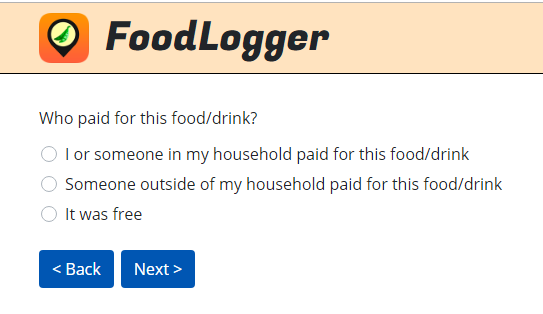 FoodLogger
Who paid for this food/drink?
I or someone in my household paid for this food/drink
Someone outside of my household paid for this food/drink
It was free
< Back
Next >